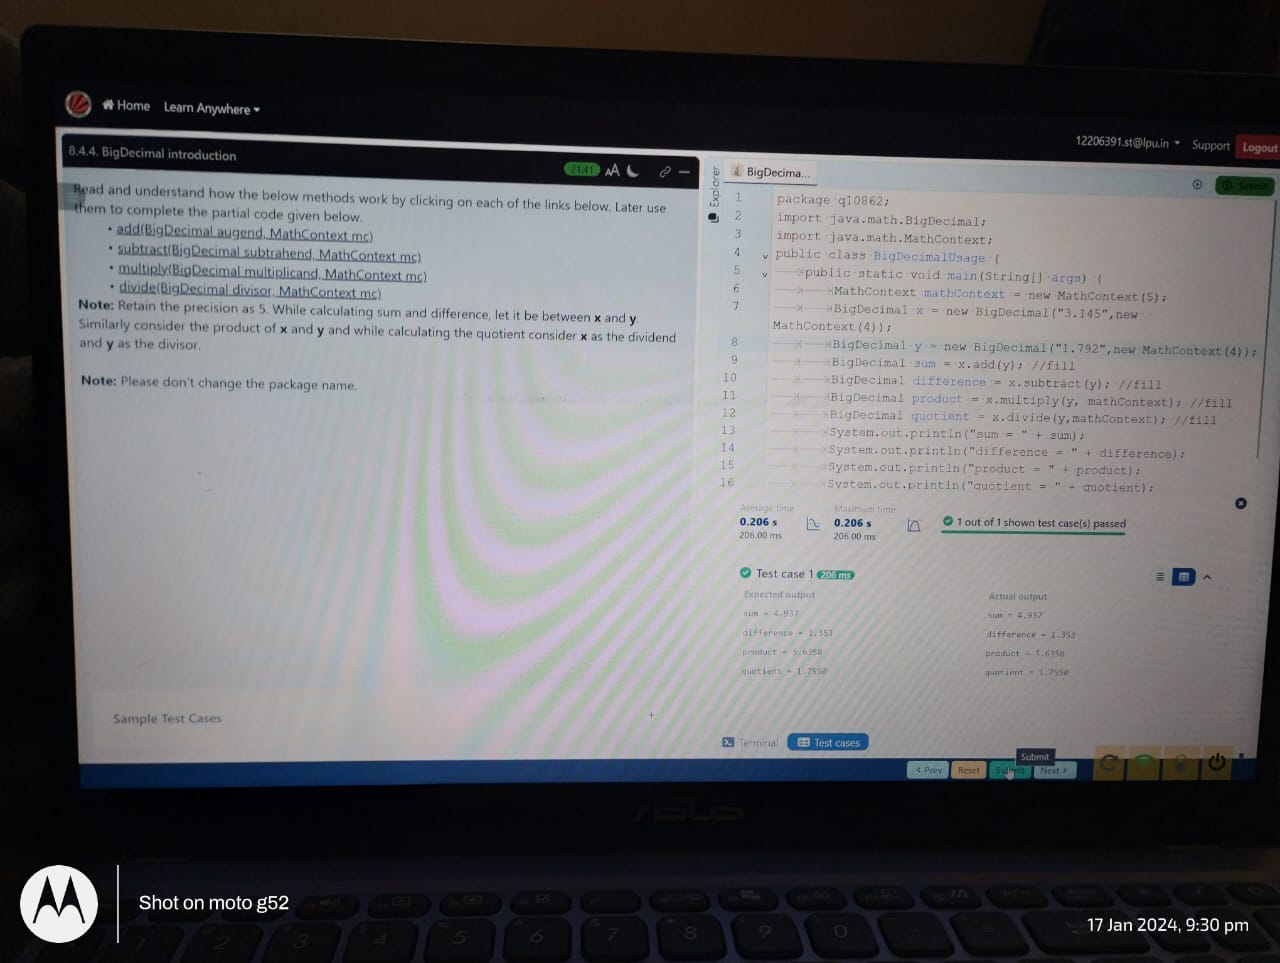 Home Learn Anywhere
12206391.st@lpu.in Support Logout
8.4.4. BigDecimal introduction
21:41 AA
Read and understand how the below methods work by clicking on each of the links below. Later use
them to complete the partial code given below.
• add(BigDecimal augend, MathContext mc)
• subtract(BigDecimal subtrahend, MathContext mc)
• multiply(BigDecimal multiplicand, MathContext mc)
• divide(BigDecimal divisor, MathContext mc)
Note: Retain the precision as 5. While calculating sum and difference, let it be between x and y.
Similarly consider the product of x and y and while calculating the quotient consider x as the dividend
and y as the divisor.
Note: Please don't change the package name.
Sample Test Cases
Explorer
BigDecima...
Submit
1 package q10862;
2 import java.math.BigDecimal;
3 import java.math.MathContext;
4 public class BigDecimalUsage {
5 public static void main(String[] args) {
6 MathContext mathContext = new MathContext(5);
7 BigDecimal x = new BigDecimal("3.145",new
MathContext(4));
8 BigDecimal y = new BigDecimal("1.792",new MathContext(4));
9 BigDecimal sum = x.add(y); //fill
10 BigDecimal difference = x.subtract(y); //fill
11 BigDecimal product = x.multiply(y, mathContext); //fill
12 BigDecimal quotient = x.divide(y,mathContext); //fill
13 System.out.println("sum = " + sum);
14 System.out.println("difference = " + difference);
15 System.out.println("product = " + product);
16 System.out.println("quotient = " + quotient);
Average time Maximum time
0.206 s 0.206 s 1 out of 1 shown test case(s) passed
206.00 ms 206.00 ms
Test case 1 206 ms
Expected output Actual output
sum = 4.937 sum = 4.937
difference = 1.353 difference = 1.353
product = 5.6358 product = 5.6358
quotient = 1.7550 quotient = 1.7550
Terminal Test cases
Submit
< Prev Reset Submit Next >
ASUS
1 2 3 4 5 6 7 8 9 0
Shot on moto g52
17 Jan 2024, 9:30 pm